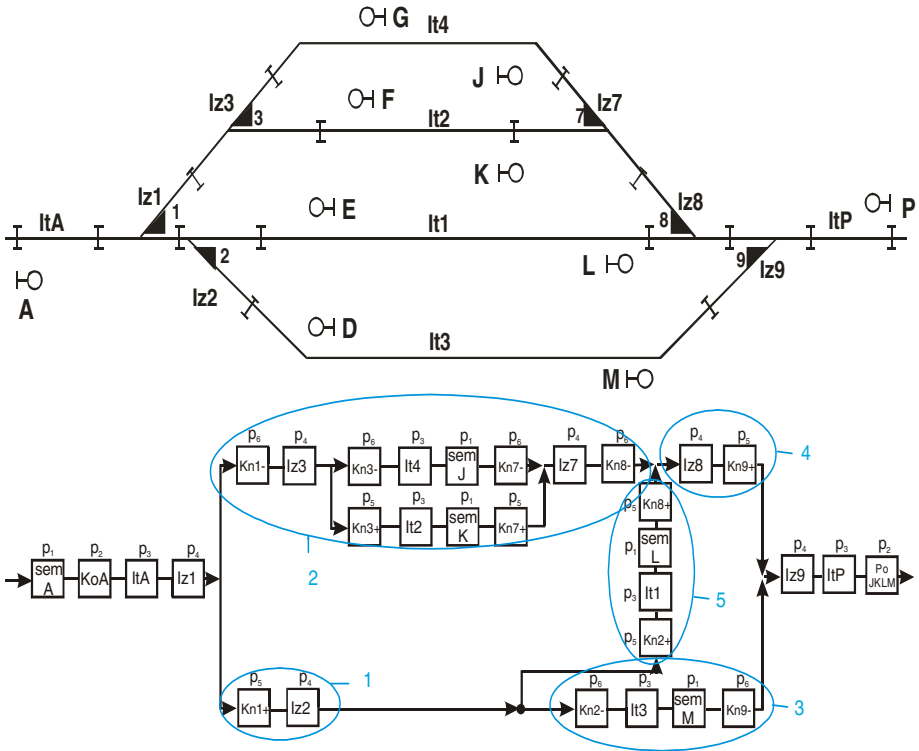 G It4
J
Iz3 F Iz7
3 It2 7
K
Iz1 E Iz8 P
ItA 1 It1 8 ItP
2 L 9
A Iz2 Iz9
D
It3
M
p6 p4 p6 p3 p1 p6 p4 p6 p4 p5 4
Kn1- Iz3 Kn3- It4 sem J Kn7- Iz7 Kn8- Iz8 Kn9+
p5 p3 p1 p5 p5 Kn8+
Kn3+ It2 sem K Kn7+
2 p1 sem L
p1 p2 p3 p4 p4 p3 p2
sem A KoA ItA Iz1 Iz9 ItP Po JKLM
p3 It1 5
p5 Kn2+
p5 p4 1 p6 p3 p1 p6
Kn1+ Iz2 Kn2- It3 sem M Kn9- 3